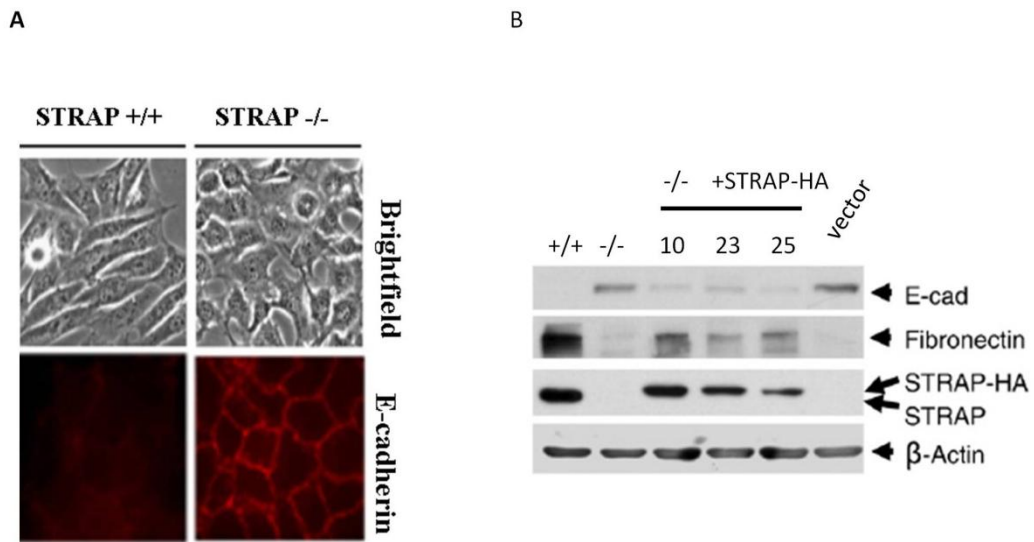 A
STRAP +/+ STRAP -/-
Brightfield
E-cadherin
B
-/- +STRAP-HA
vector
+/+ -/- 10 23 25
E-cad
Fibronectin
STRAP-HA
STRAP
β-Actin